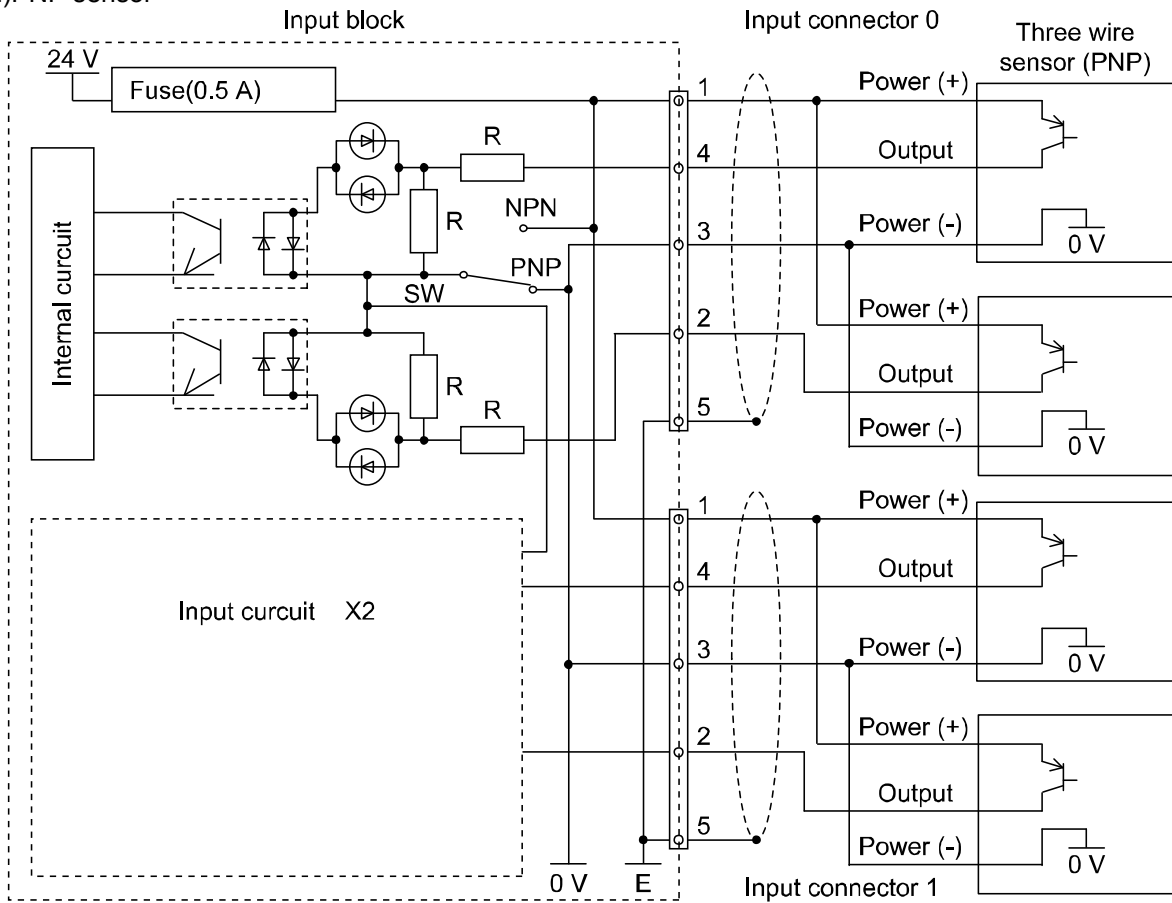 PNP sensor
Input block
Input connector 0
Three wire
sensor (PNP)
24 V
Fuse(0.5 A)
1
Power (+)
R
4
Output
R
NPN
3
Power (-)
0 V
PNP
SW
Internal curcuit
2
Power (+)
Output
R
R
5
Power (-)
0 V
1
Power (+)
4
Output
Input curcuit X2
3
Power (-)
0 V
2
Power (+)
Output
5
Power (-)
0 V
0 V
E
Input connector 1